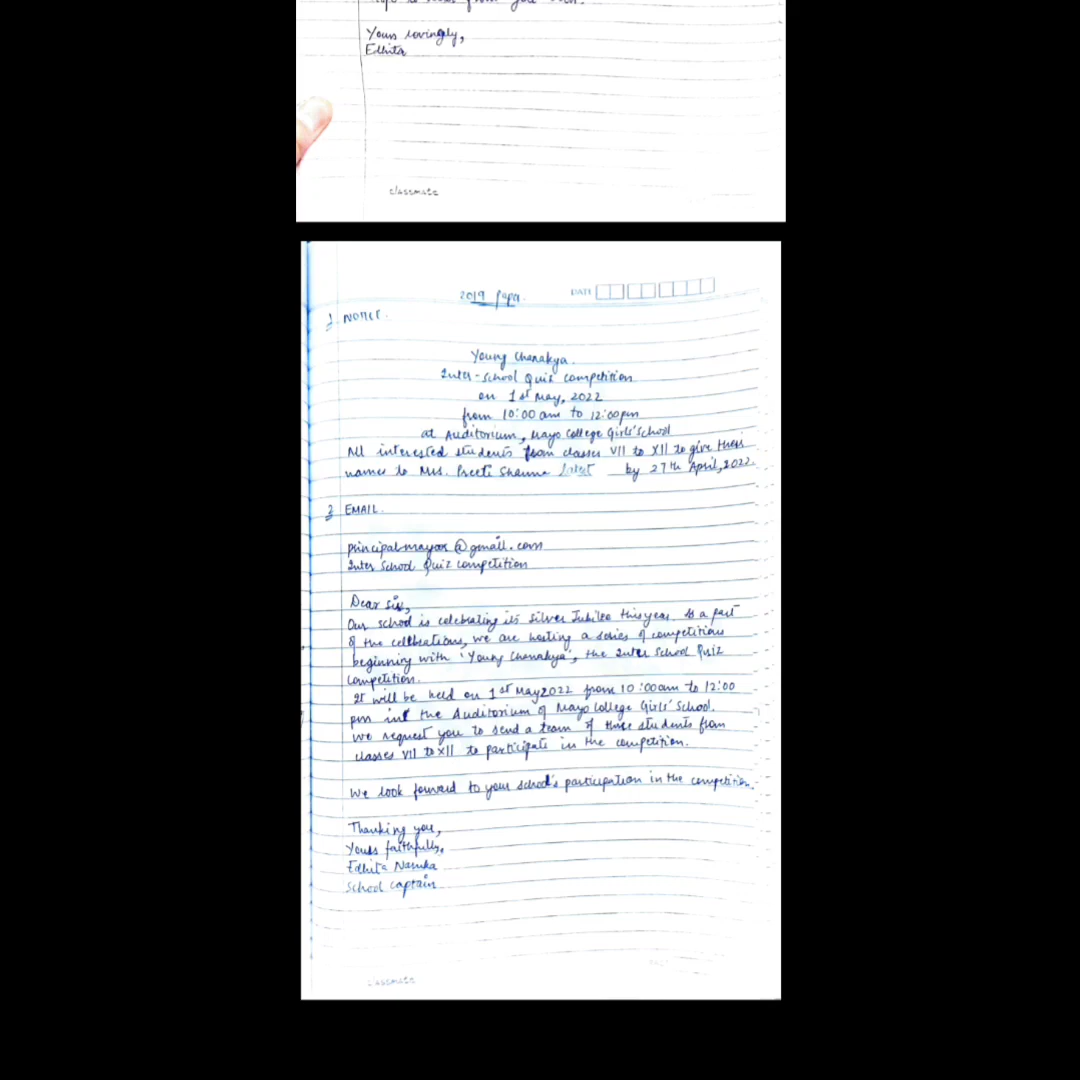 to from you
Yours lovingly,
Edhita
classmate
2019 Paper
DATE
1 NOTICE.
Young Chanakya.
Inter-school Quiz competition
on 1st May, 2022
from 10:00 am to 12:00pm
at Auditorium, Mayo College Girls' School
All interested students from classes VII to XII to give their
names to Mrs. Preeti Sharma by 27th April, 2022.
2 EMAIL.
@gmail.com
Inter School Quiz competition
Dear Sir,
Our school is celebrating its Silver Jubilee this year. As a part
of the celebrations, we are hosting a series of competitions
beginning with 'Young Chanakya', the Inter School Quiz
Competition.
It will be held on 1st May 2022 from 10:00am to 12:00
pm in the Auditorium of Mayo College Girls' School.
We request you to send a team of three students from
classes VII to XII to participate in the competition.
We look forward to your school's participation in the competition.
Thanking you,
Yours faithfully,
Edhita Naruka
School captain
classmate